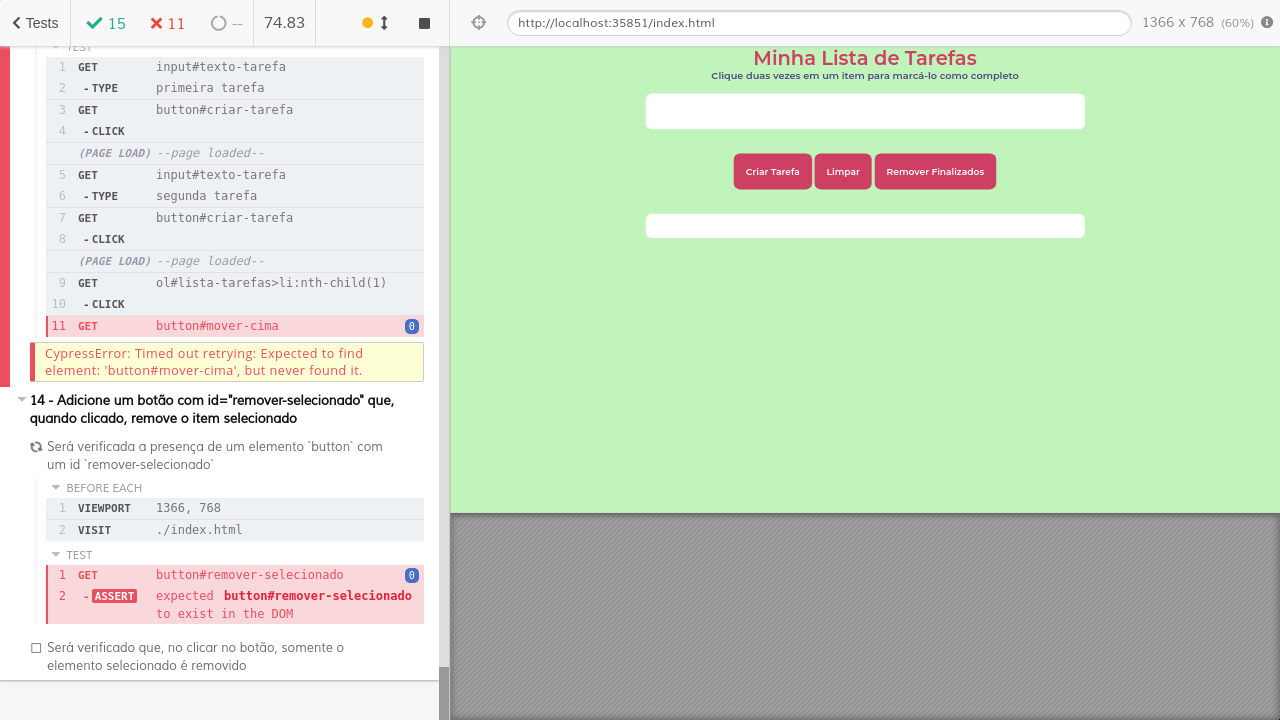 Tests 15 11 -- 74.83 http://localhost:35851/index.html 1366 x 768 (60%)
TEST
1 GET input#texto-tarefa
2 - TYPE primeira tarefa
3 GET button#criar-tarefa
4 - CLICK
(PAGE LOAD) --page loaded--
5 GET input#texto-tarefa
6 - TYPE segunda tarefa
7 GET button#criar-tarefa
8 - CLICK
(PAGE LOAD) --page loaded--
9 GET ol#lista-tarefas>li:nth-child(1)
10 - CLICK
11 GET button#mover-cima 0
CypressError: Timed out retrying: Expected to find
element: 'button#mover-cima', but never found it.
14 - Adicione um botão com id="remover-selecionado" que,
quando clicado, remove o item selecionado
Será verificada a presença de um elemento `button` com
um id `remover-selecionado`
BEFORE EACH
1 VIEWPORT 1366, 768
2 VISIT ./index.html
TEST
1 GET button#remover-selecionado 0
2 - ASSERT expected button#remover-selecionado
to exist in the DOM
Será verificado que, no clicar no botão, somente o
elemento selecionado é removido
Minha Lista de Tarefas
Clique duas vezes em um item para marcá-lo como completo
Criar Tarefa Limpar Remover Finalizados